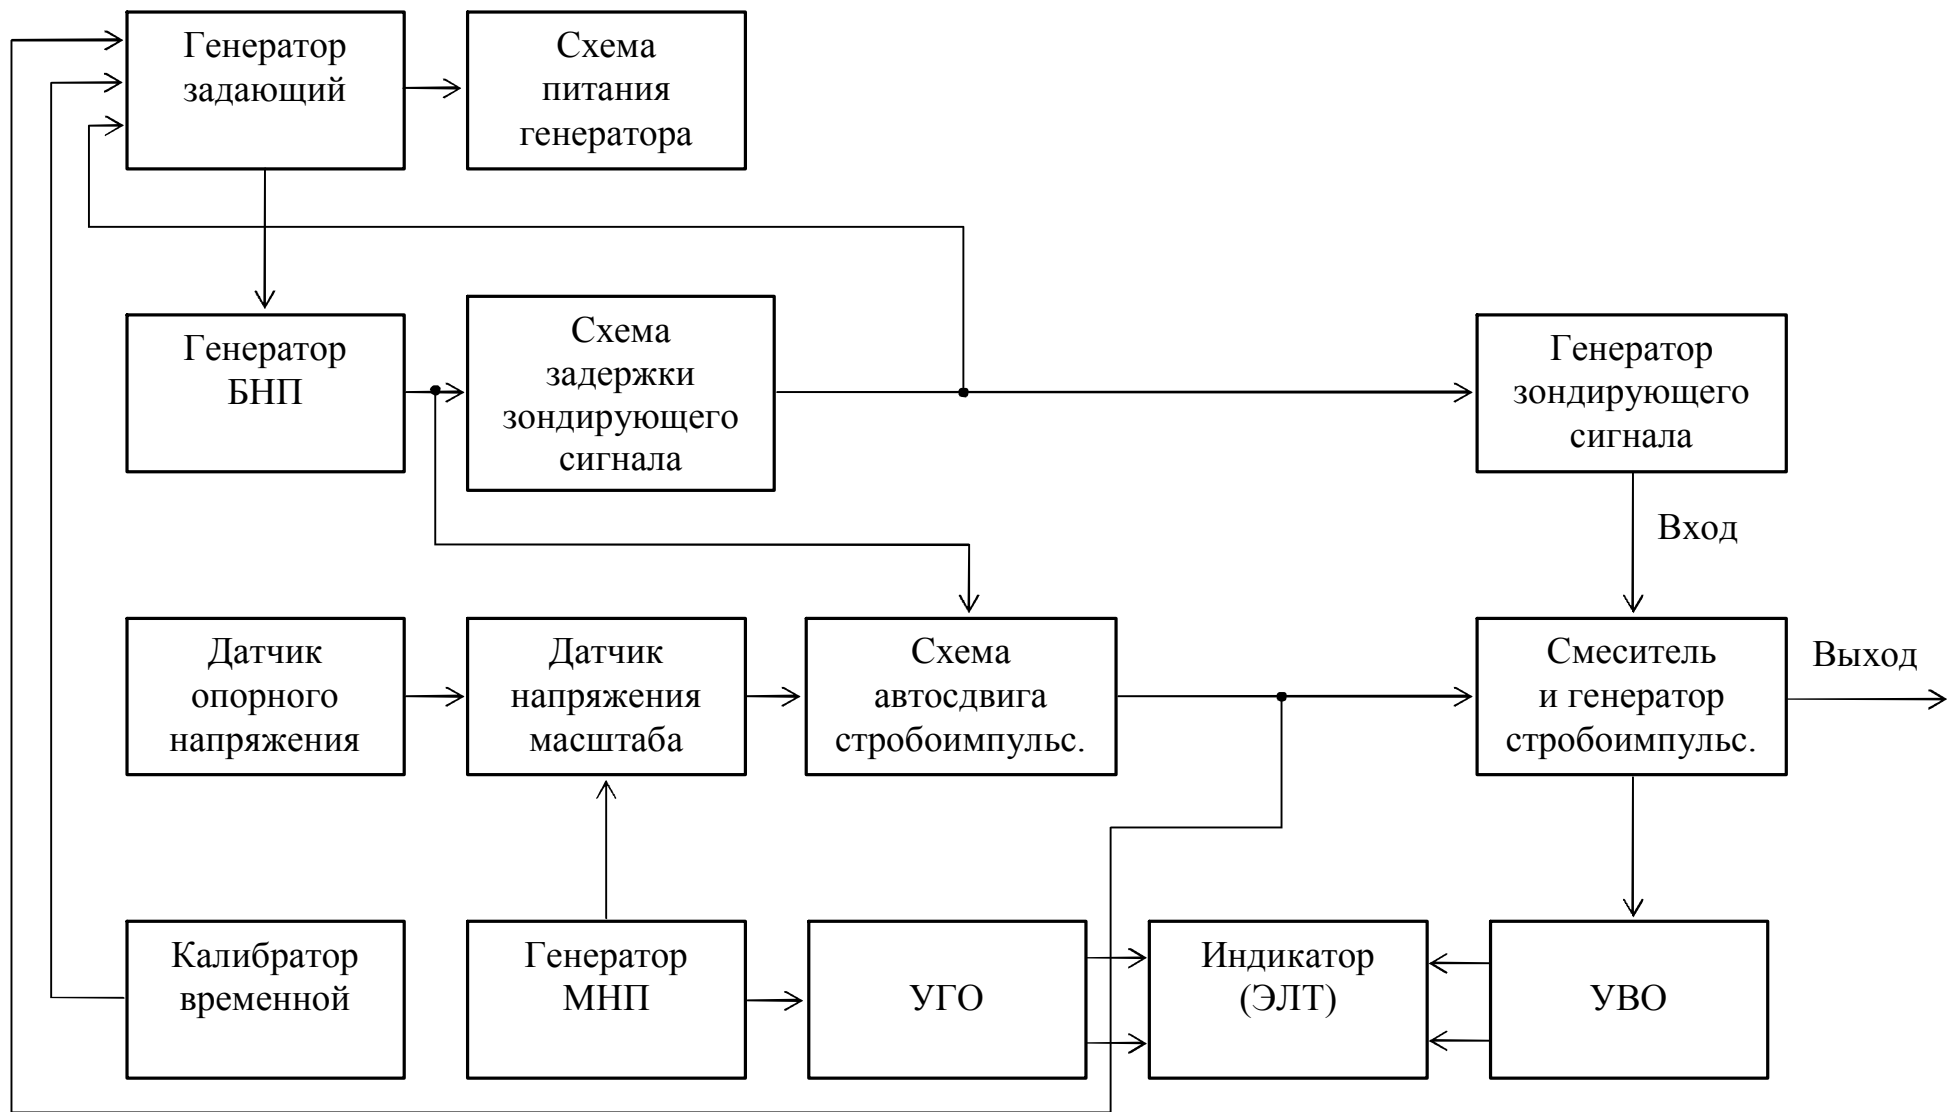 Генератор
задающий
Схема
питания
генератора
Генератор
БНП
Схема
задержки
зондирующего
сигнала
Генератор
зондирующего
сигнала
Вход
Датчик
опорного
напряжения
Датчик
напряжения
масштаба
Схема
автосдвига
стробоимпульс.
Смеситель
и генератор
стробоимпульс.
Выход
Калибратор
временной
Генератор
МНП
УГО
Индикатор
(ЭЛТ)
УВО